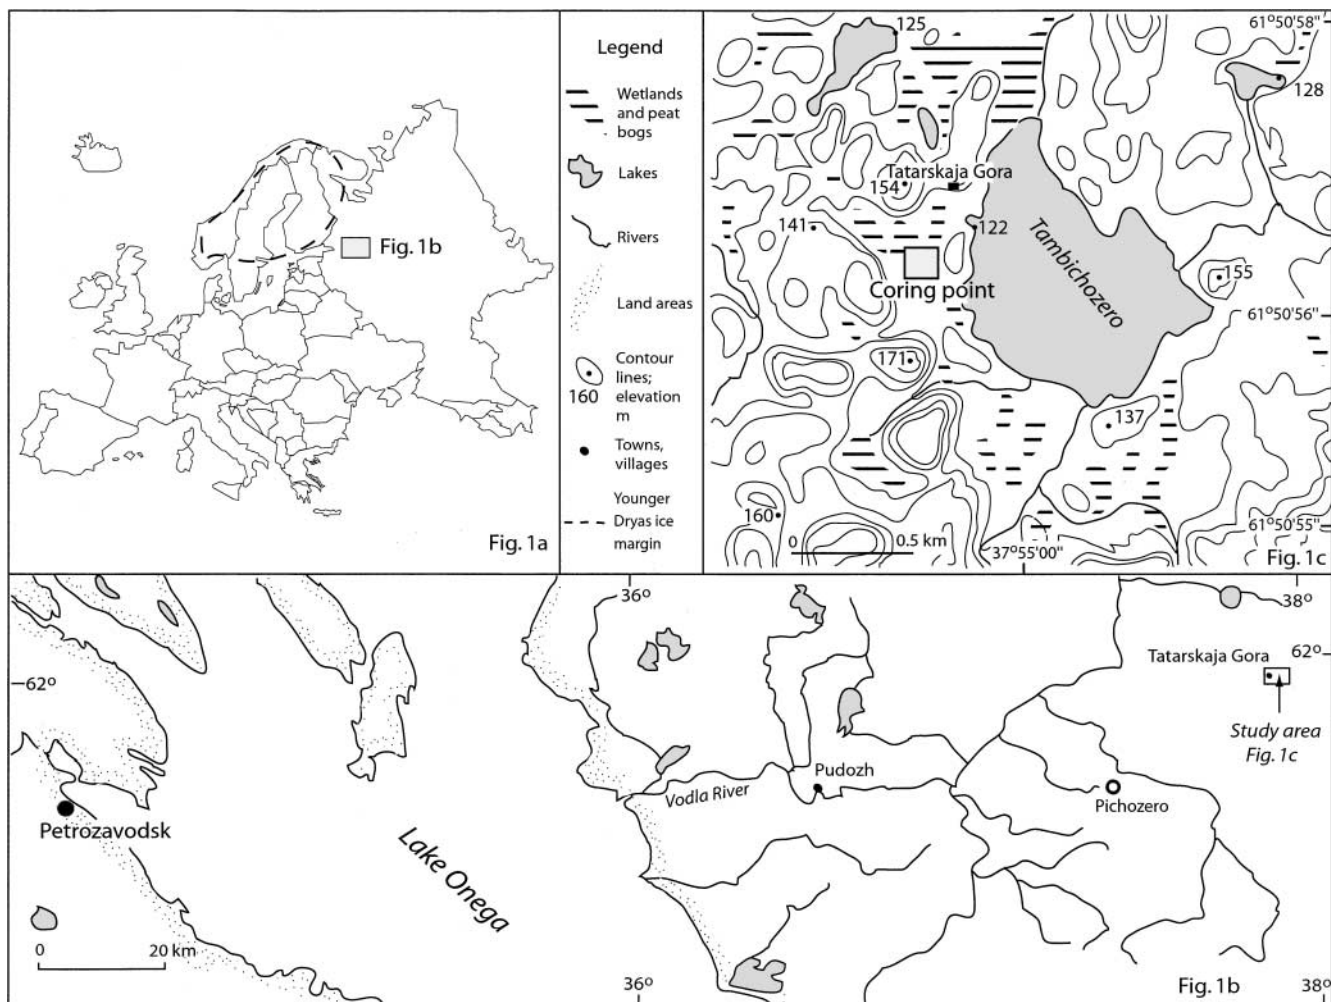 Fig. 1b
Fig. 1a
Legend
Wetlands
and peat
bogs
Lakes
Rivers
Land areas
Contour
lines;
elevation
m
160
Towns,
villages
Younger
Dryas ice
margin
125
61°50'58"
128
Tatarskaja Gora
154
141
122
Tambichozero
155
Coring point
61°50'56"
171
137
160
0
0.5 km
61°50'55"
37°55'00"
Fig. 1c
36°
38°
62°
62°
Tatarskaja Gora
Study area
Fig. 1c
Pudozh
Vodla River
Pichozero
Petrozavodsk
Lake Onega
0
20 km
36°
Fig. 1b
38°